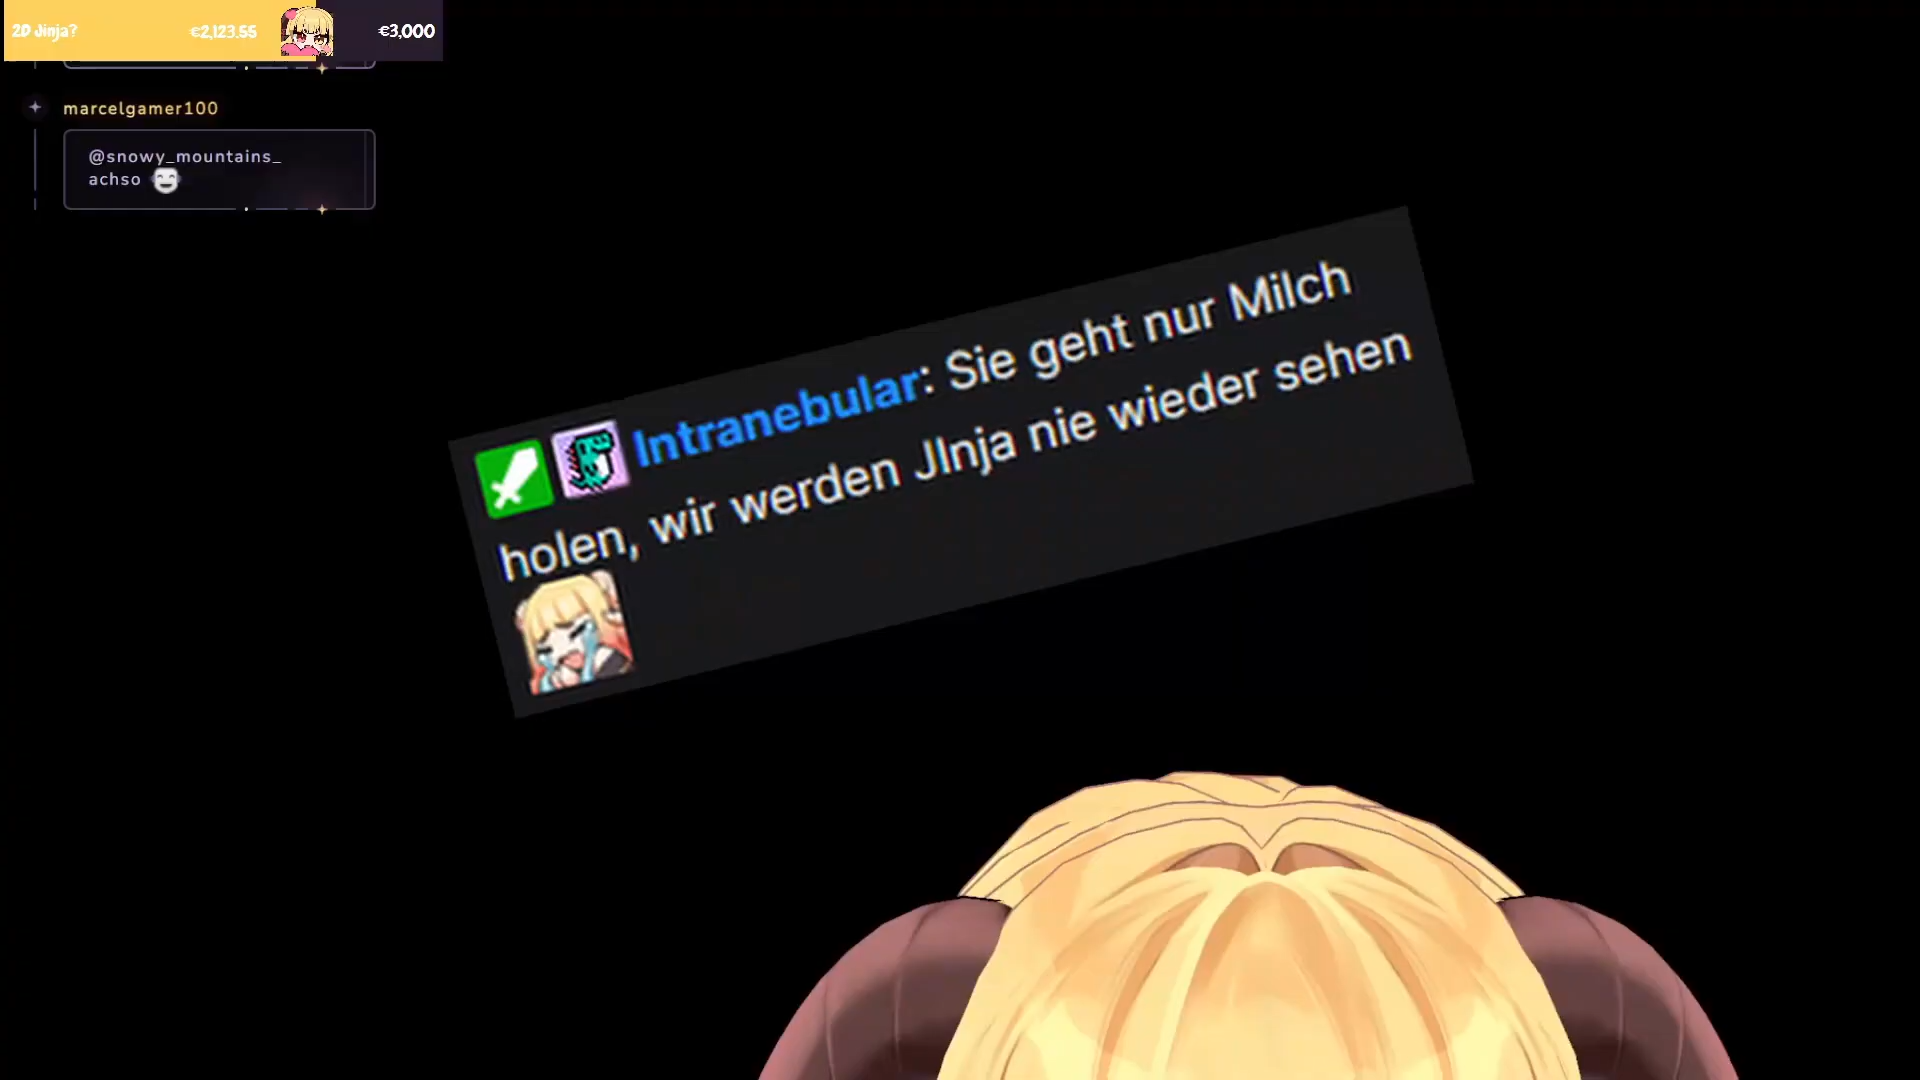 2D Jinja? €2,123.55 €3,000
marcelgamer100
@snowy_mountains_
achso
Intranebular: Sie geht nur Milch
holen, wir werden JInja nie wieder sehen